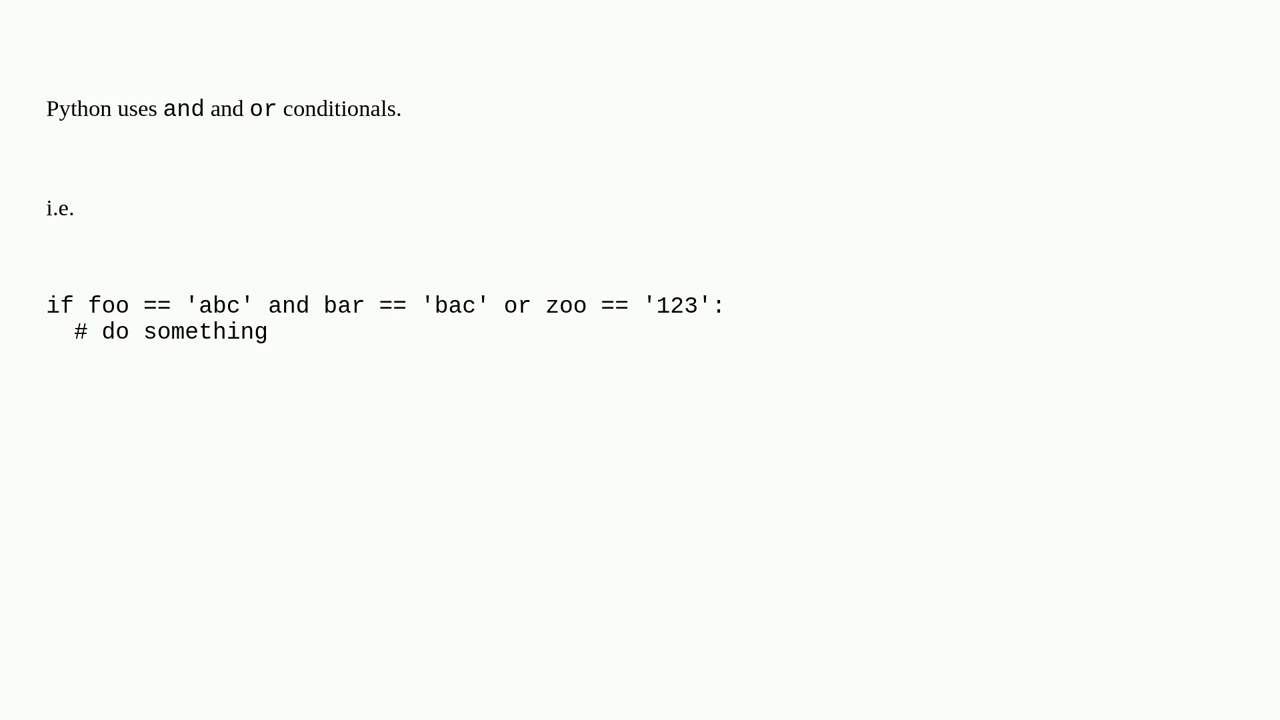 Python uses and and or conditionals.
i.e.
if foo == 'abc' and bar == 'bac' or zoo == '123':
  # do something